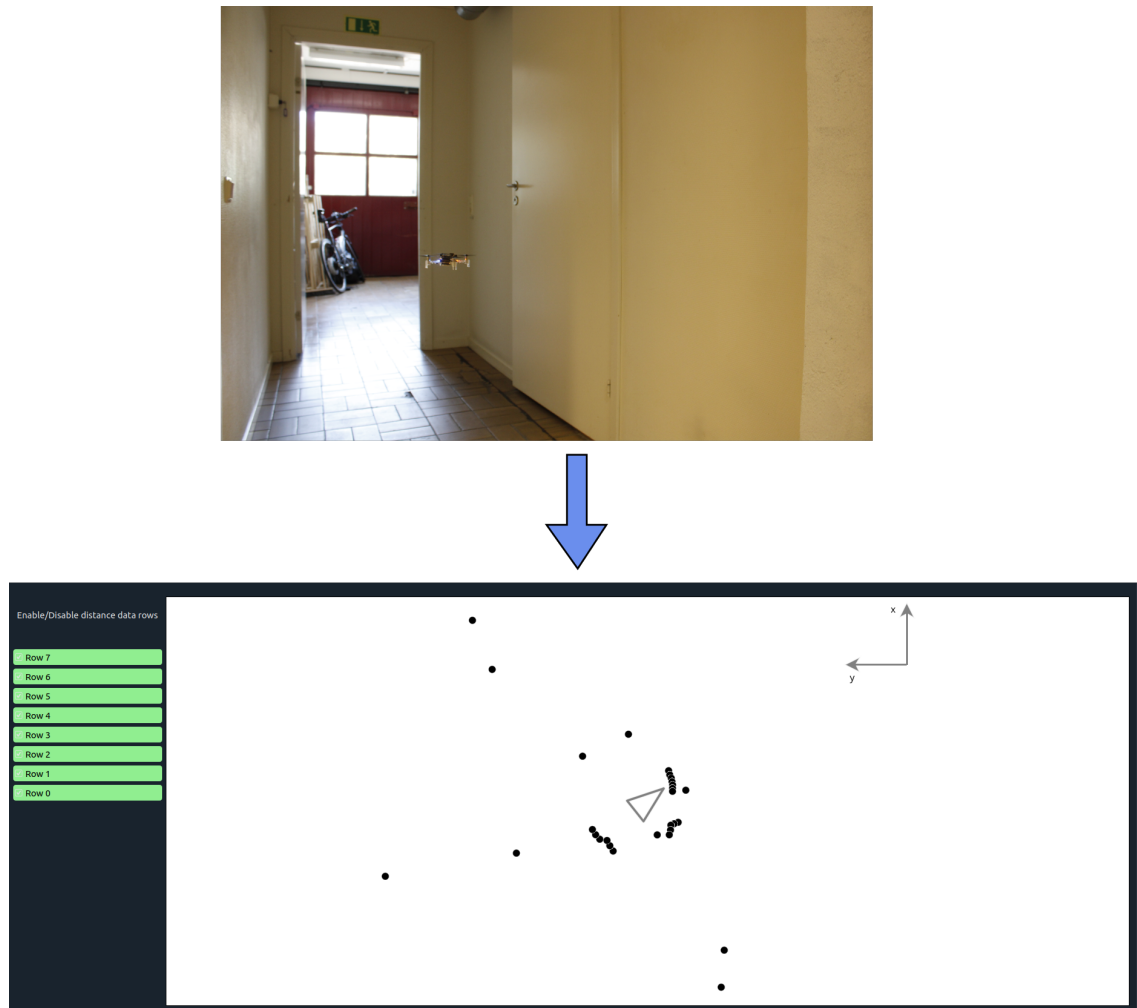 x
Enable/Disable distance data rows
Row 7
y
Row 6
Row 5
Row 4
Row 3
Row 2
Row 1
Row 0